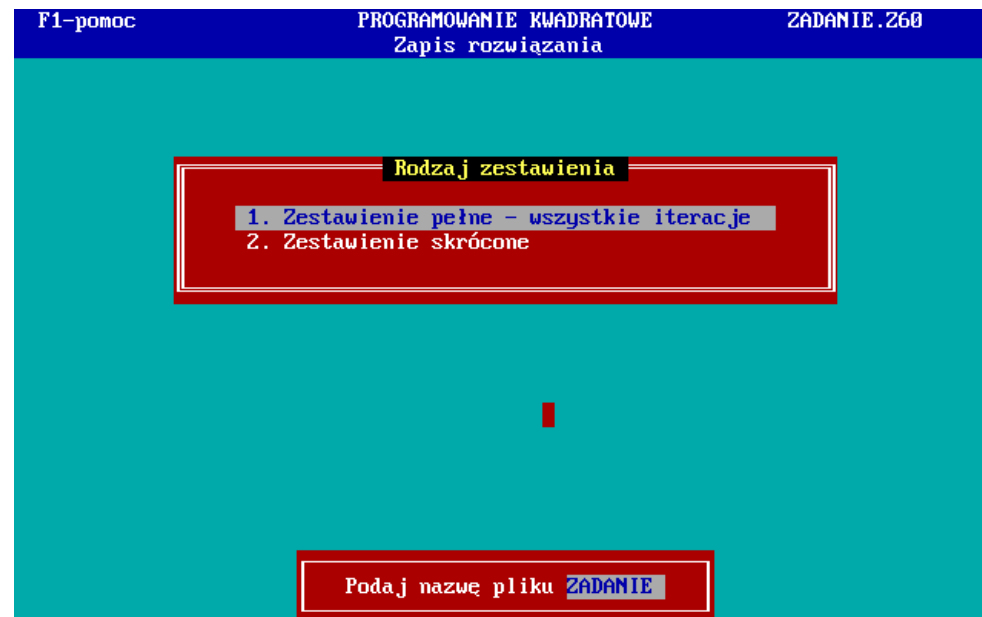 F1-pomoc PROGRAMOWANIE KWADRATOWE ZADANIE.Z60
Zapis rozwiązania
Rodzaj zestawienia
1. Zestawienie pełne - wszystkie iteracje
2. Zestawienie skrócone
Podaj nazwę pliku ZADANIE